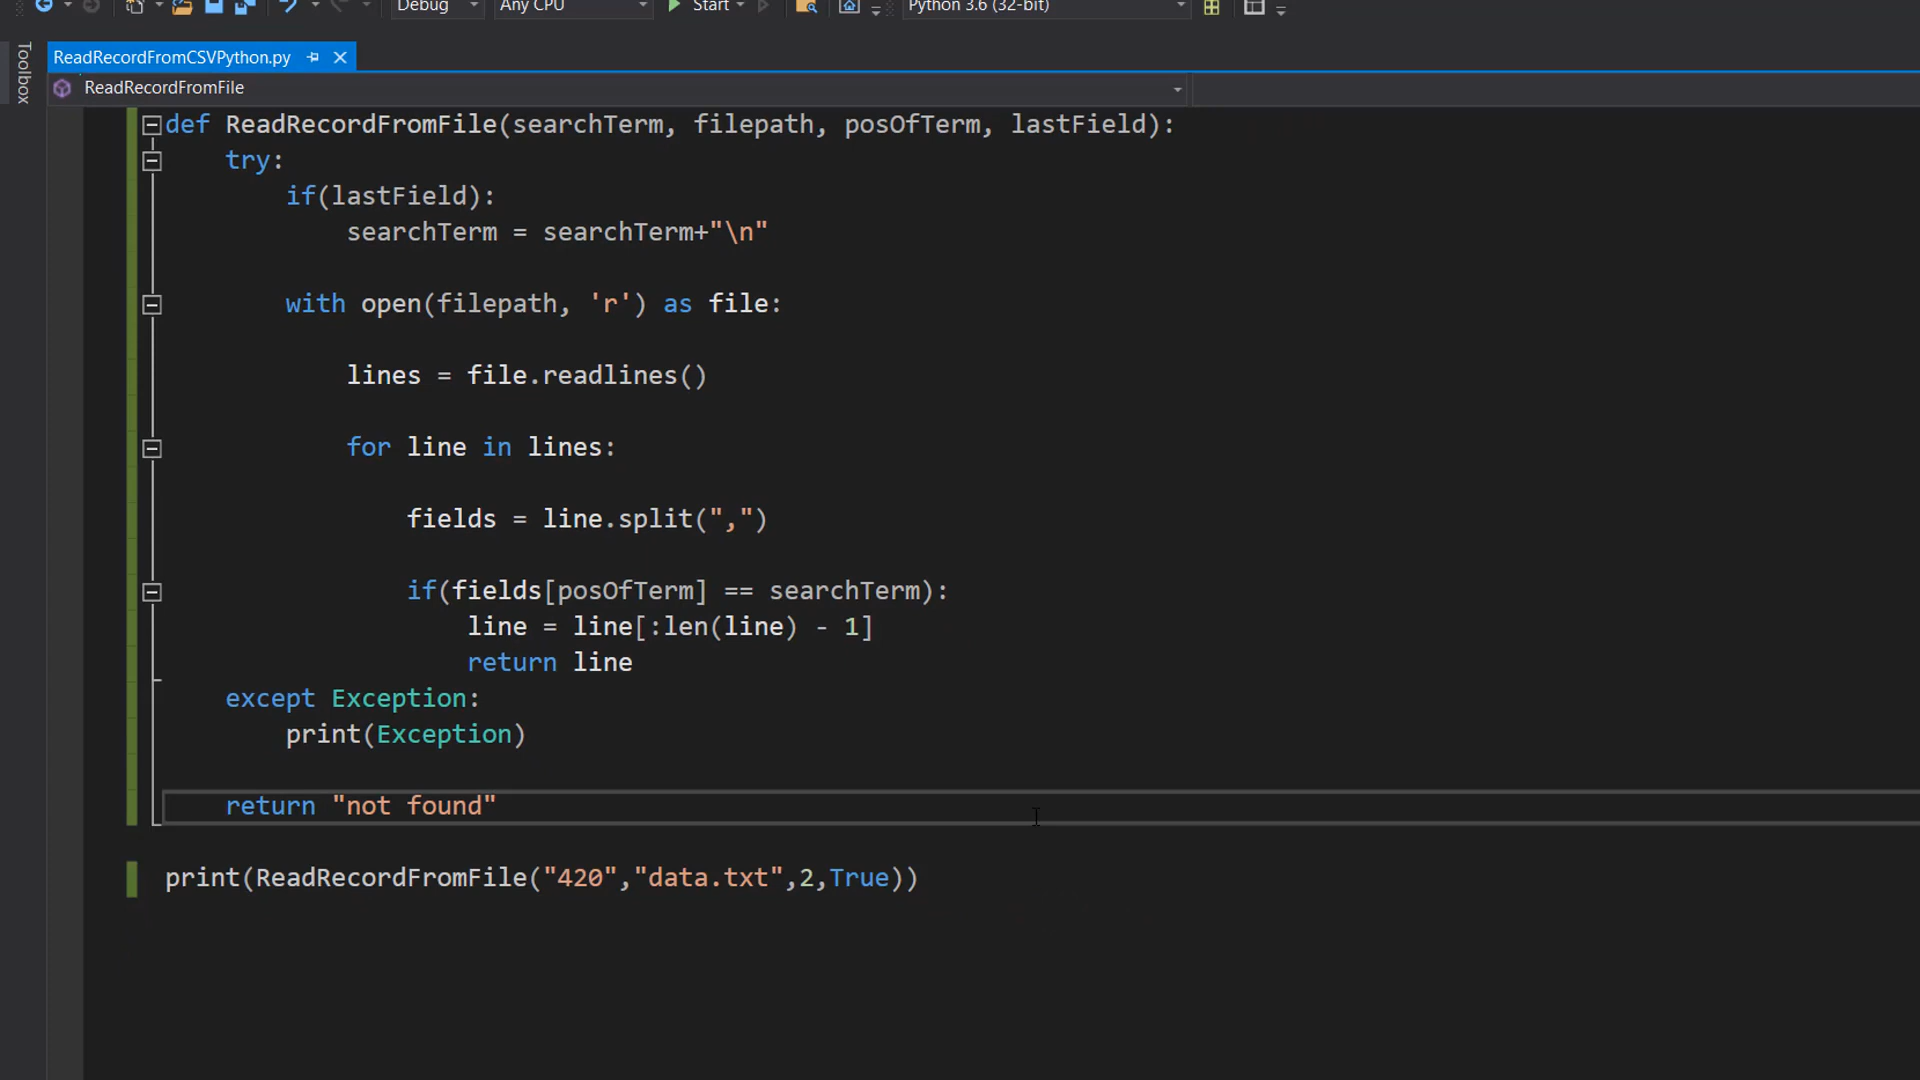 Debug Any CPU Start Python 3.6 (32-bit)
Toolbox
ReadRecordFromCSVPython.py
ReadRecordFromFile
def ReadRecordFromFile(searchTerm, filepath, posOfTerm, lastField):
    try:
        if(lastField):
            searchTerm = searchTerm+"\n"
        with open(filepath, 'r') as file:
            lines = file.readlines()
            for line in lines:
                fields = line.split(",")
                if(fields[posOfTerm] == searchTerm):
                    line = line[:len(line) - 1]
                    return line
    except Exception:
        print(Exception)
    return "not found"
print(ReadRecordFromFile("420","data.txt",2,True))